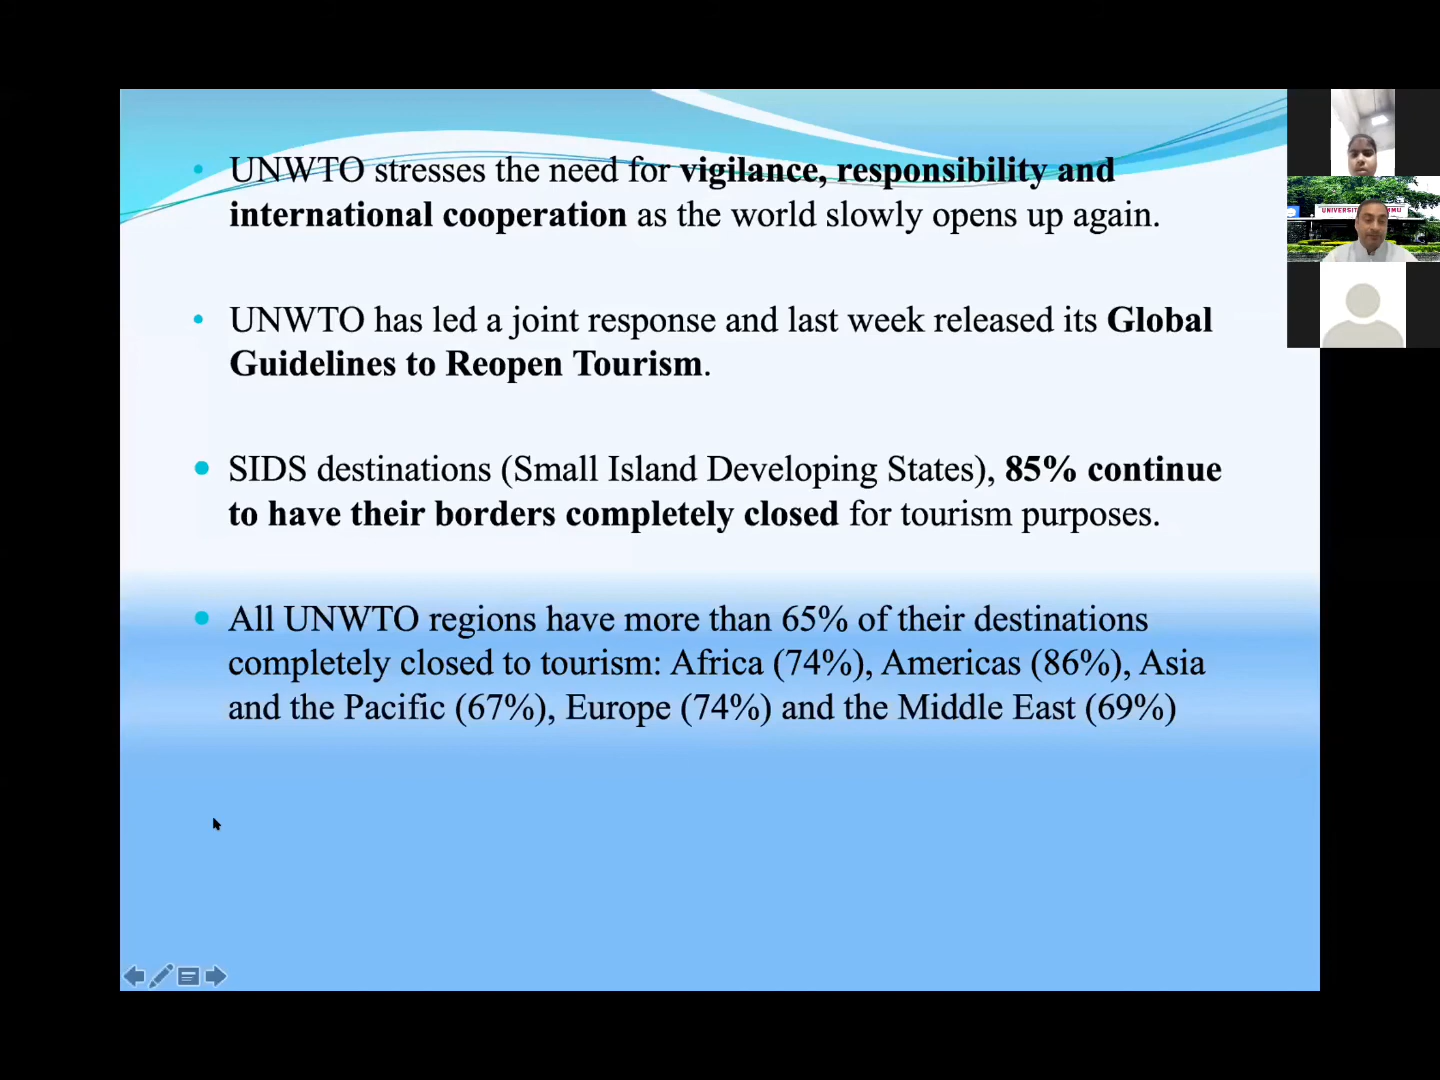 UNWTO stresses the need for vigilance, responsibility and
international cooperation as the world slowly opens up again.
UNWTO has led a joint response and last week released its Global
Guidelines to Reopen Tourism.
SIDS destinations (Small Island Developing States), 85% continue
to have their borders completely closed for tourism purposes.
All UNWTO regions have more than 65% of their destinations
completely closed to tourism: Africa (74%), Americas (86%), Asia
and the Pacific (67%), Europe (74%) and the Middle East (69%)